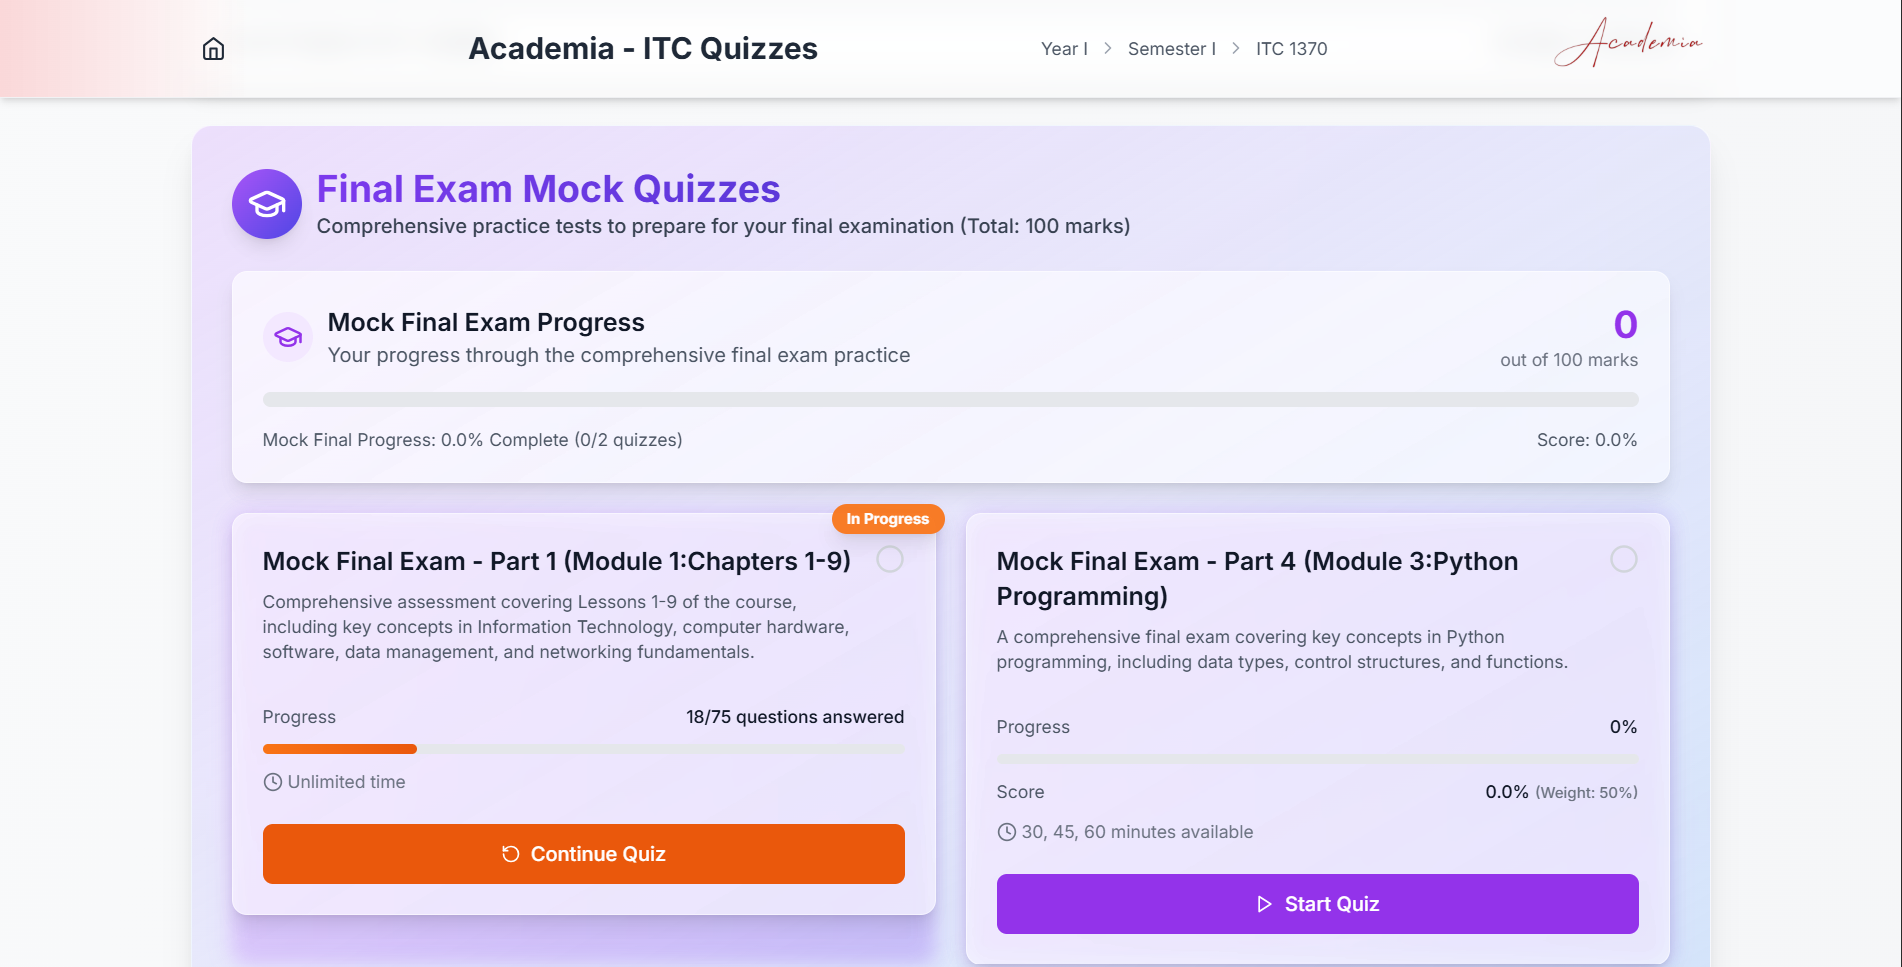 Academia - ITC Quizzes
Year I > Semester I > ITC 1370
Academia
Final Exam Mock Quizzes
Comprehensive practice tests to prepare for your final examination (Total: 100 marks)
Mock Final Exam Progress
Your progress through the comprehensive final exam practice
0
out of 100 marks
Mock Final Progress: 0.0% Complete (0/2 quizzes)
Score: 0.0%
In Progress
Mock Final Exam - Part 1 (Module 1:Chapters 1-9)
Comprehensive assessment covering Lessons 1-9 of the course,
including key concepts in Information Technology, computer hardware,
software, data management, and networking fundamentals.
Progress
18/75 questions answered
Unlimited time
Continue Quiz
Mock Final Exam - Part 4 (Module 3:Python
Programming)
A comprehensive final exam covering key concepts in Python
programming, including data types, control structures, and functions.
Progress
0%
Score
0.0% (Weight: 50%)
30, 45, 60 minutes available
Start Quiz